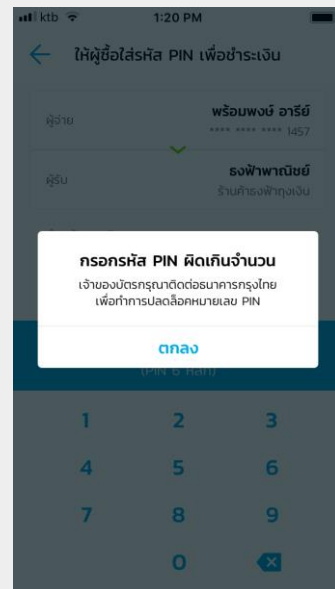 ktb 1:20 PM
ให้ผู้ซื้อใส่รหัส PIN เพื่อชำระเงิน
ผู้จ่าย
พร้อมพงษ์ อารีย์
**** **** **** 1457
ผู้รับ
ธงฟ้าพาณิชย์
ร้านค้าธงฟ้าถุงเงิน
กรอกรหัส PIN ผิดเกินจำนวน
เจ้าของบัตรกรุณาติดต่อธนาคารกรุงไทย
เพื่อทำการปลดล็อคหมายเลข PIN
ตกลง
(PIN 6 หลัก)
1 2 3
4 5 6
7 8 9
0